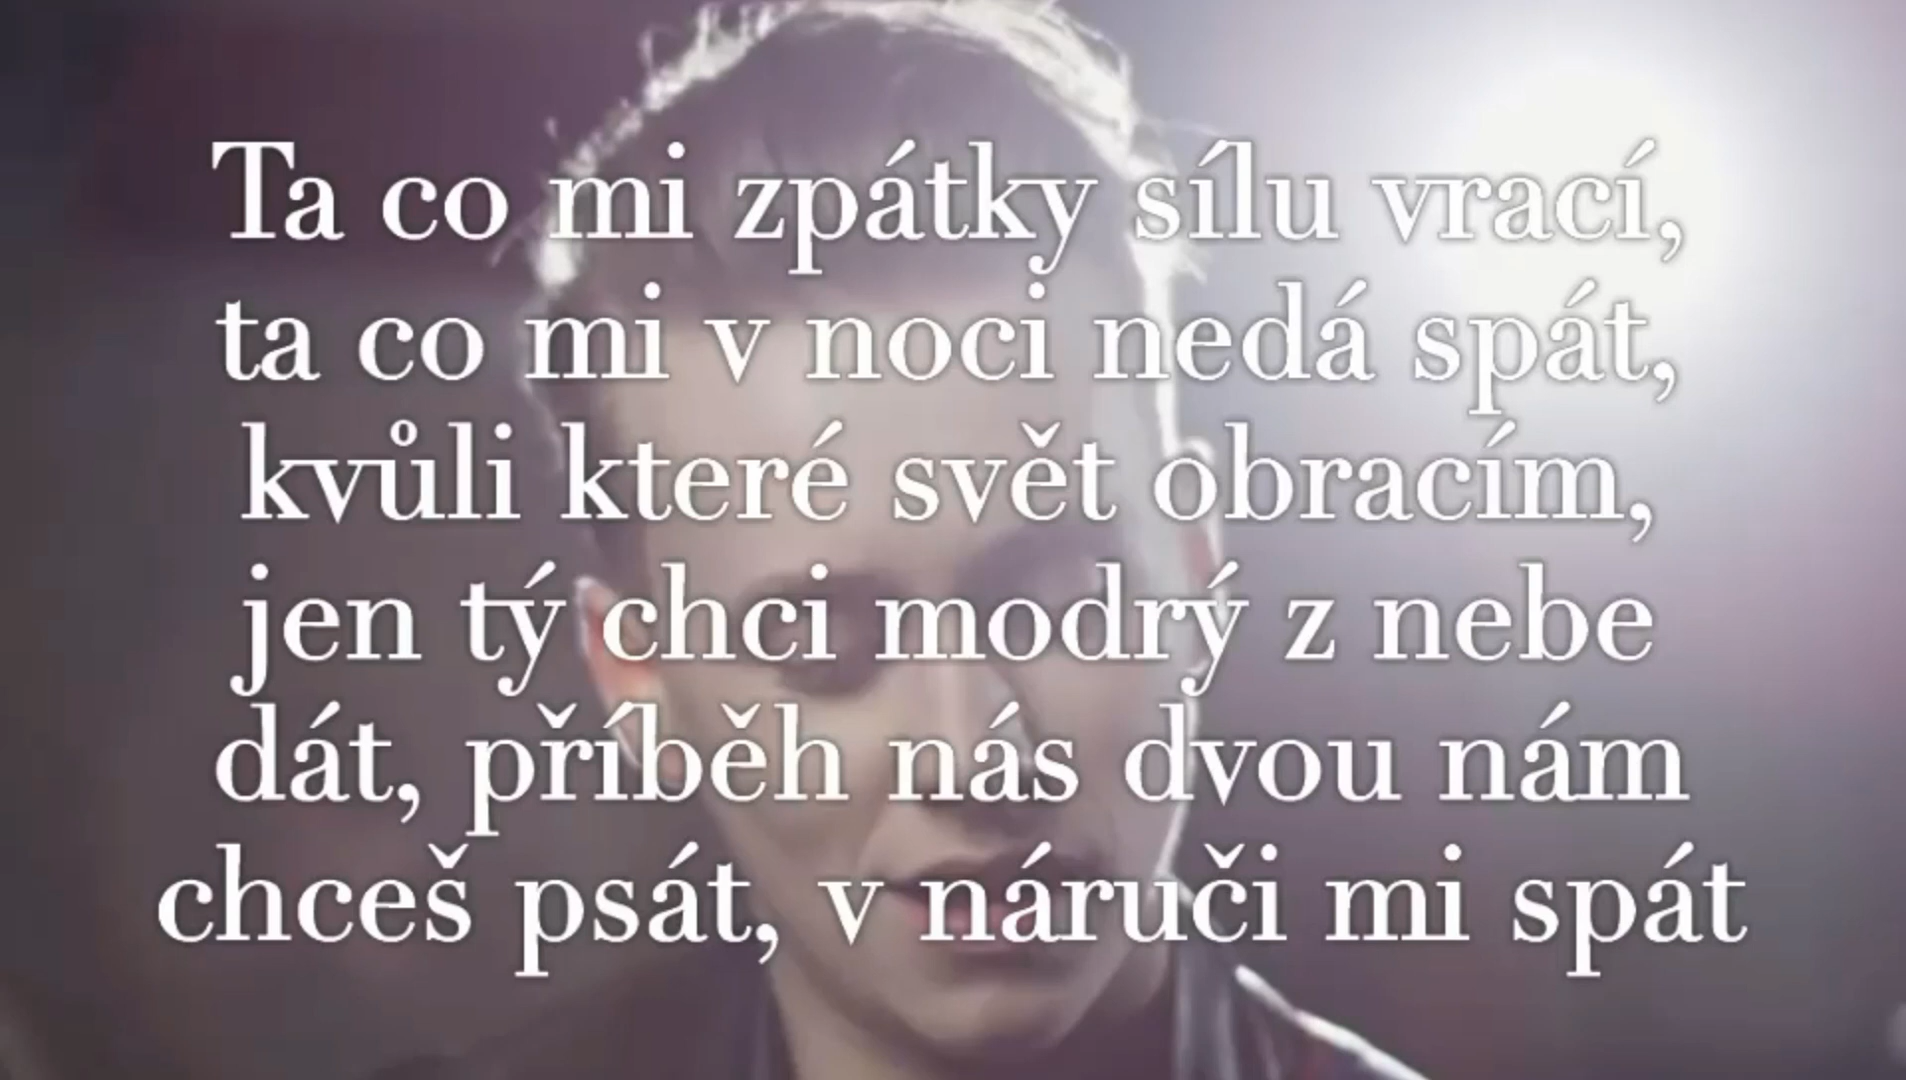 Ta co mi zpátky sílu vrací,
ta co mi v noci nedá spát,
kvůli které svět obracím,
jen tý chci modrý z nebe
dát, příběh nás dvou nám
chceš psát, v náruči mi spát